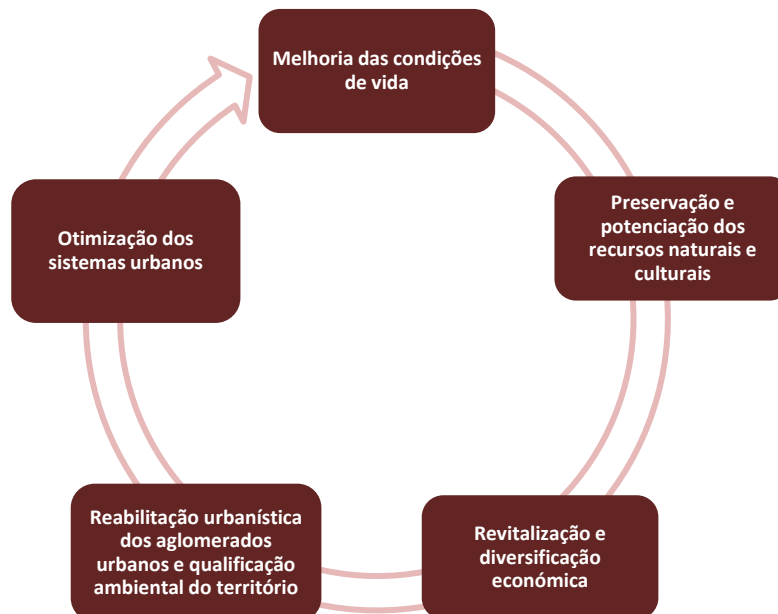 Melhoria das condições
de vida
Preservação e
potenciação dos
recursos naturais e
culturais
Revitalização e
diversificação
económica
Reabilitação urbanística
dos aglomerados
urbanos e qualificação
ambiental do território
Otimização dos
sistemas urbanos